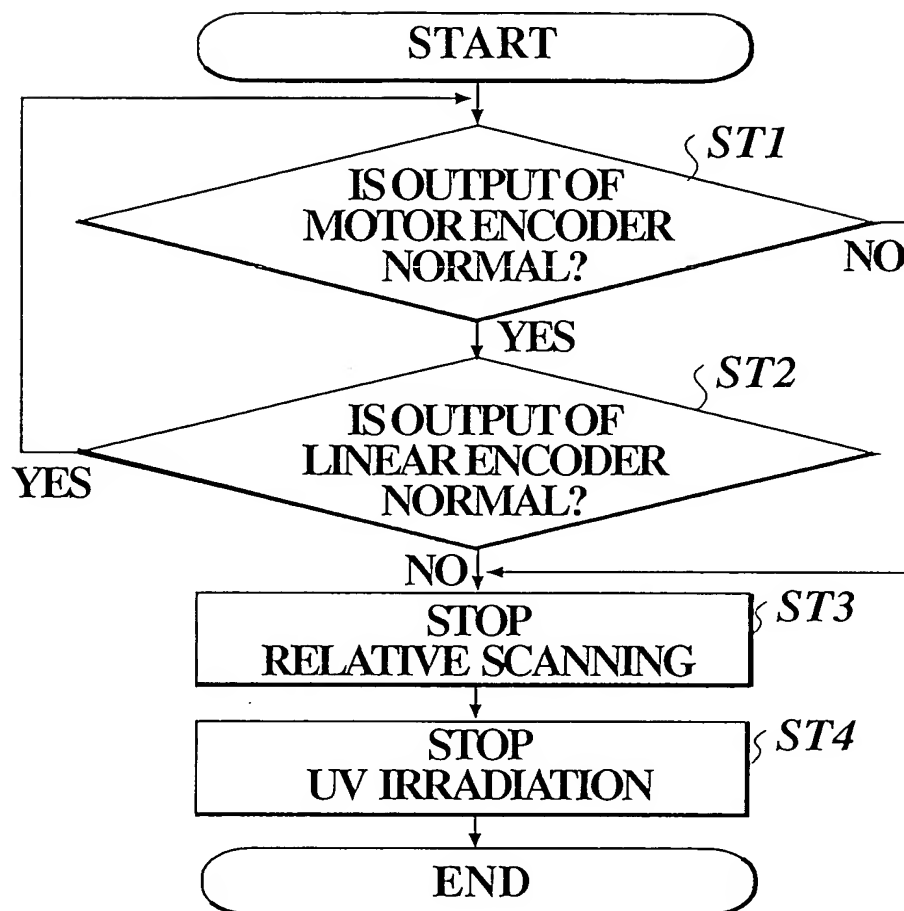 START
ST1
IS OUTPUT OF
MOTOR ENCODER
NORMAL?
NO
YES
ST2
IS OUTPUT OF
LINEAR ENCODER
NORMAL?
YES
NO
ST3
STOP
RELATIVE SCANNING
ST4
STOP
UV IRRADIATION
END